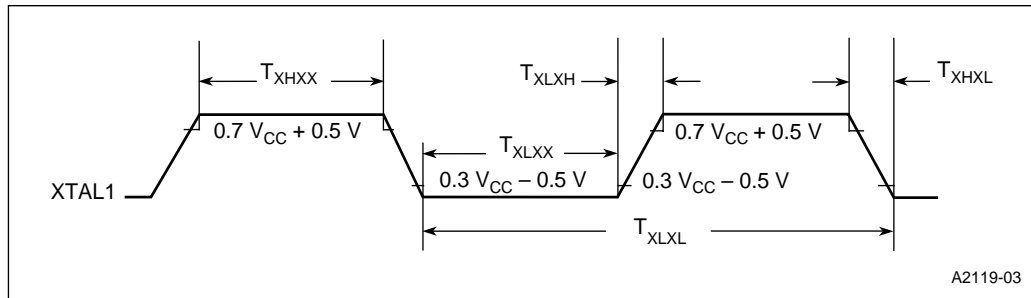 T_XHXX
T_XLXH
T_XHXL
0.7 V_CC + 0.5 V
0.7 V_CC + 0.5 V
T_XLXX
XTAL1
0.3 V_CC – 0.5 V
0.3 V_CC – 0.5 V
T_XLXL
A2119-03